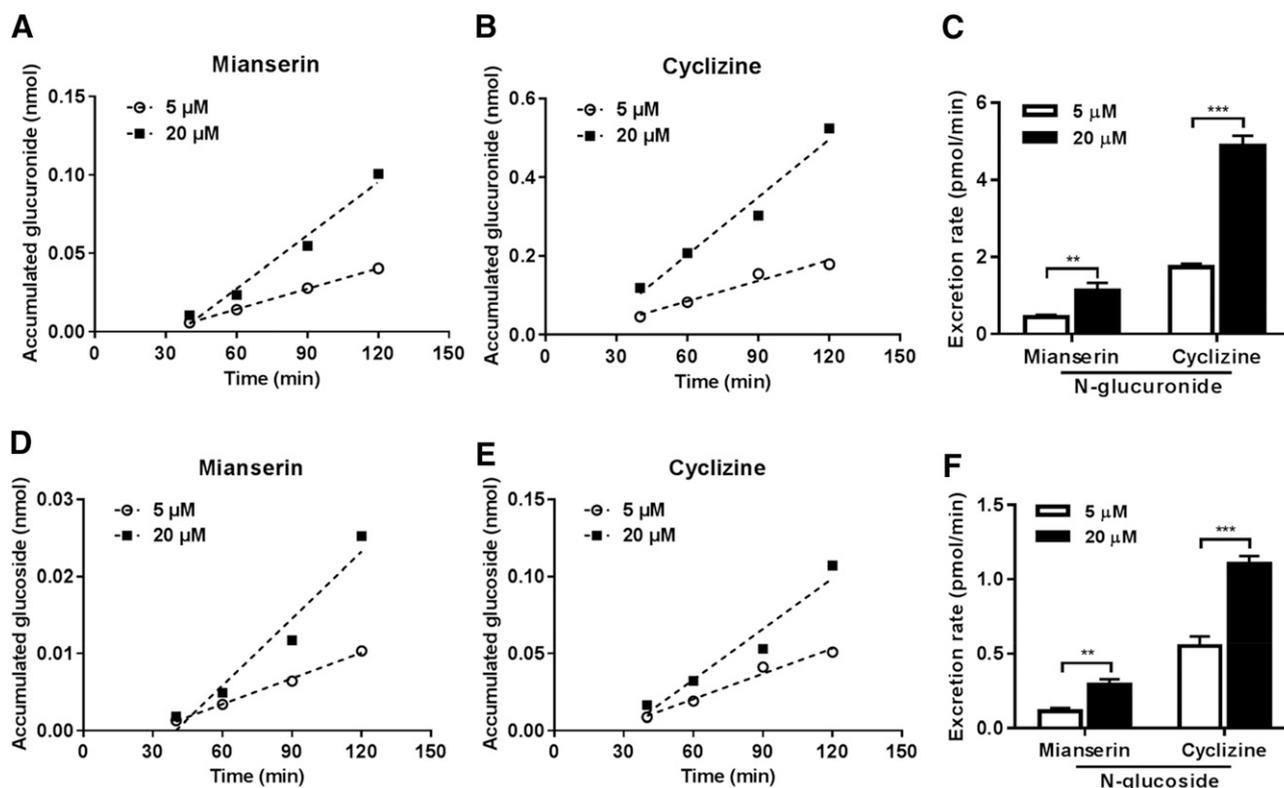 A
Mianserin
Accumulated glucuronide (nmol)
0.15
0.10
0.05
0.00
5 µM
20 µM
0 30 60 90 120 150
Time (min)
B
Cyclizine
Accumulated glucuronide (nmol)
0.6
0.4
0.2
0.0
5 µM
20 µM
0 30 60 90 120 150
Time (min)
C
Excretion rate (pmol/min)
6
4
2
0
5 µM
20 µM
**
***
Mianserin Cyclizine
N-glucuronide
D
Mianserin
Accumulated glucoside (nmol)
0.03
0.02
0.01
0.00
5 µM
20 µM
0 30 60 90 120 150
Time (min)
E
Cyclizine
Accumulated glucoside (nmol)
0.15
0.10
0.05
0.00
5 µM
20 µM
0 30 60 90 120 150
Time (min)
F
Excretion rate (pmol/min)
1.5
1.0
0.5
0.0
5 µM
20 µM
**
***
Mianserin Cyclizine
N-glucoside